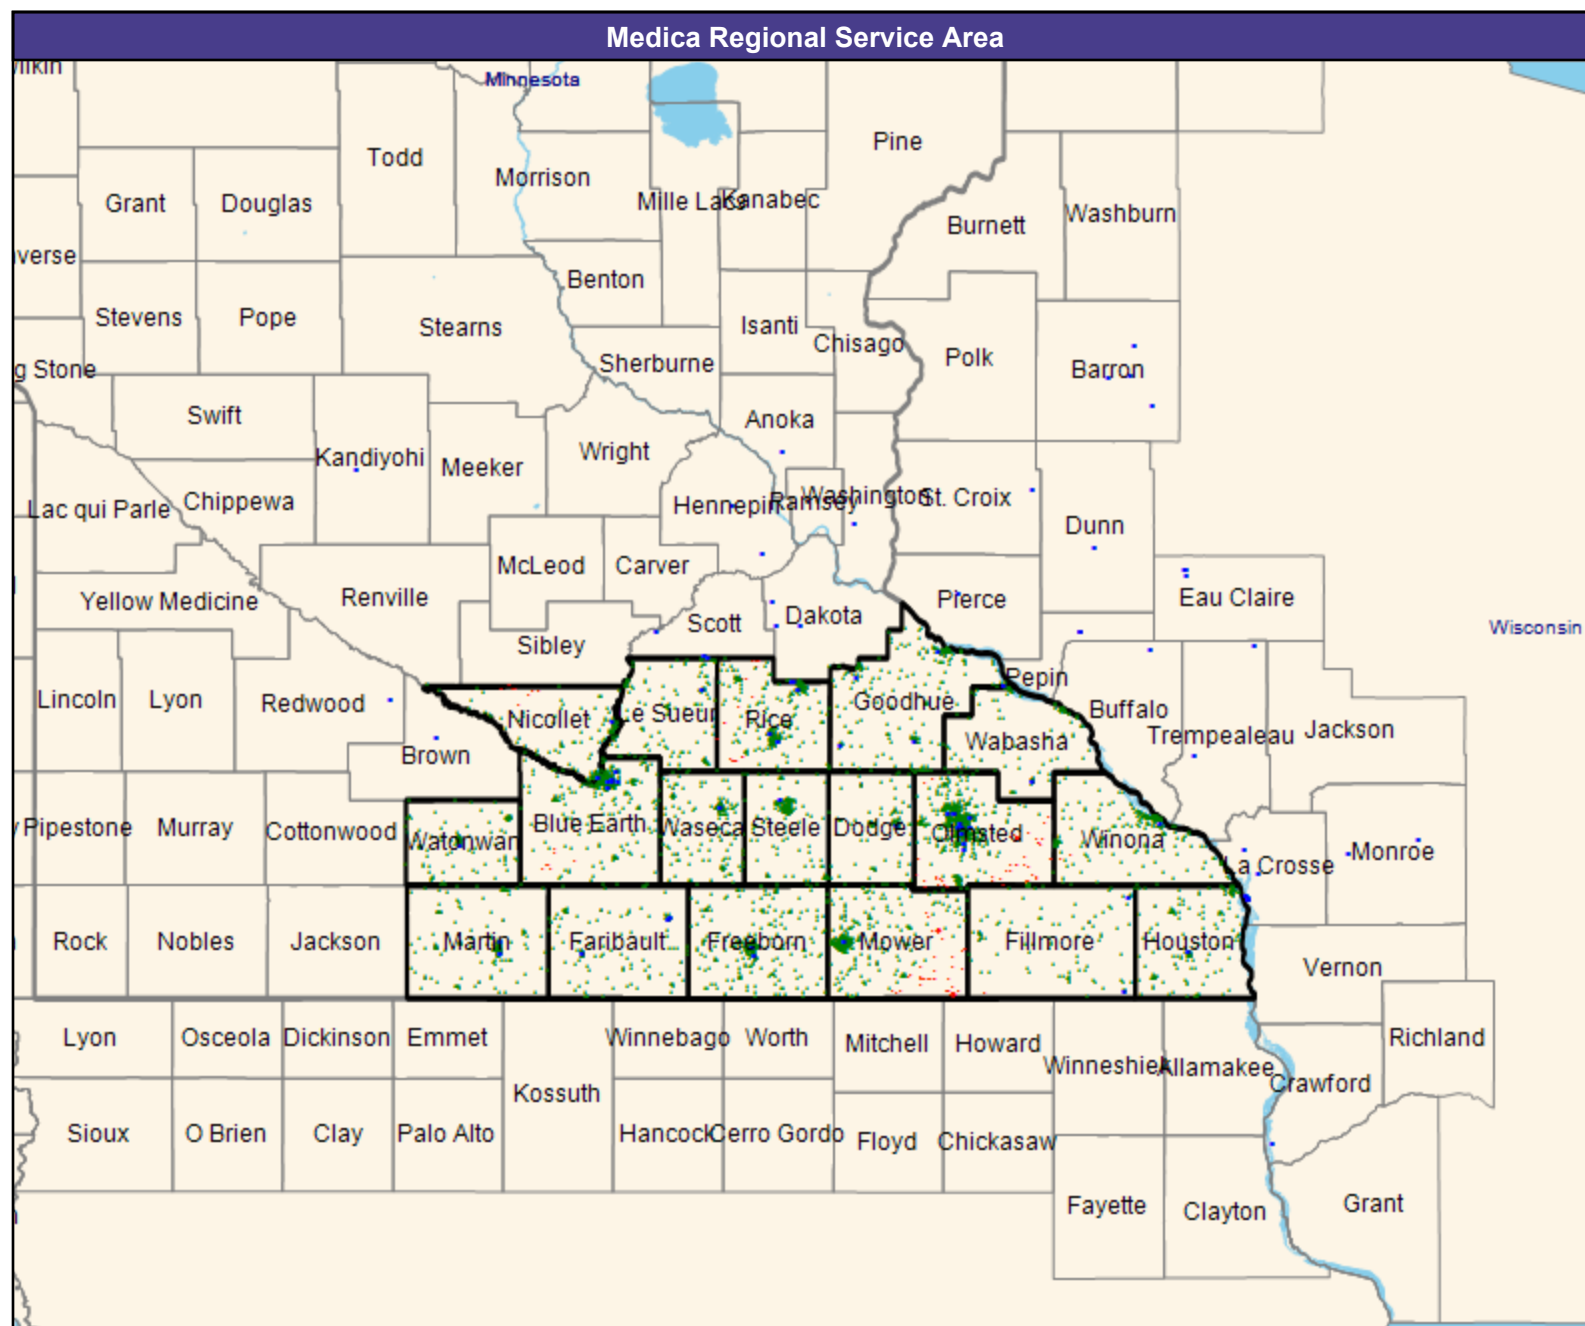 Medica Regional Service Area
Minnesota
Todd
Pine
Morrison
Mille Lacs
Kanabec
Grant
Douglas
Burnett
Washburn
Benton
Stevens
Pope
Stearns
Isanti
Chisago
Sherburne
Polk
Barron
Swift
Anoka
Wright
Kandiyohi
Meeker
Lac qui Parle
Chippewa
Hennepin
Ramsey
Washington
St. Croix
Dunn
McLeod
Carver
Yellow Medicine
Renville
Pierce
Eau Claire
Scott
Dakota
Wisconsin
Sibley
Pepin
Lincoln
Lyon
Redwood
Nicollet
Le Sueur
Rice
Goodhue
Buffalo
Trempealeau
Jackson
Brown
Wabasha
Pipestone
Murray
Cottonwood
Watonwan
Blue Earth
Waseca
Steele
Dodge
Olmsted
Winona
La Crosse
Monroe
Rock
Nobles
Jackson
Martin
Faribault
Freeborn
Mower
Fillmore
Houston
Vernon
Lyon
Osceola
Dickinson
Emmet
Winnebago
Worth
Mitchell
Howard
Richland
Kossuth
Allamakee
Crawford
Sioux
O Brien
Clay
Palo Alto
Hancock
Cerro Gordo
Floyd
Chickasaw
Fayette
Clayton
Grant